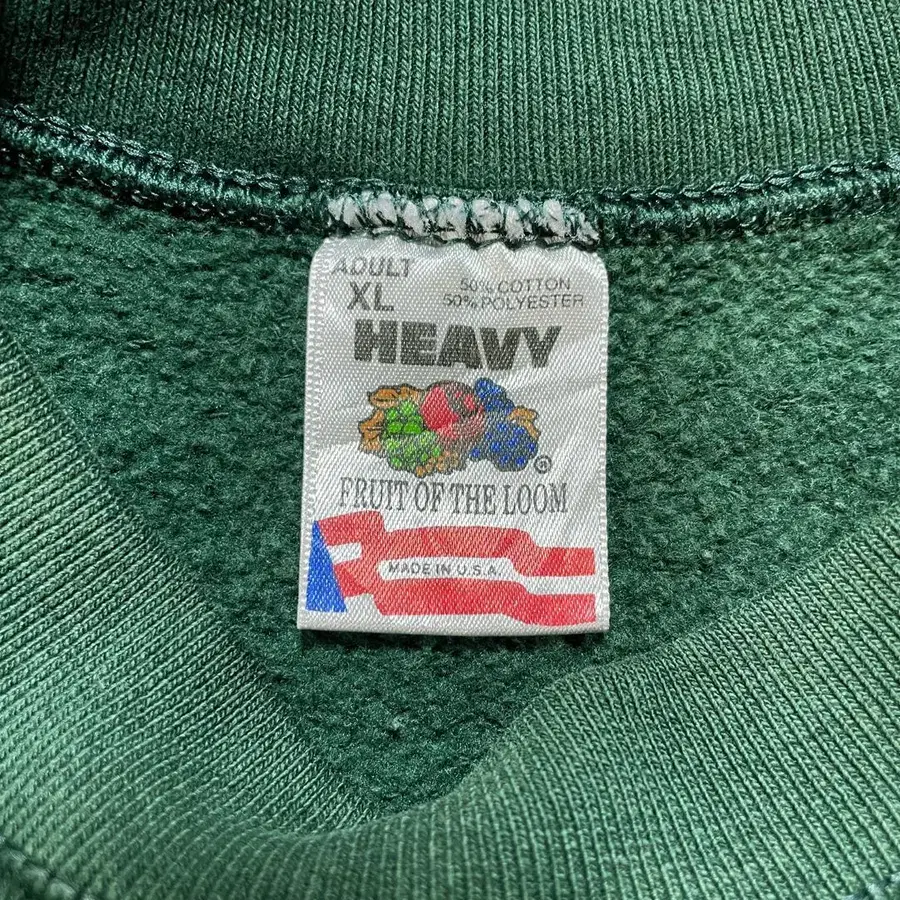 ADULT
XL
50% COTTON
50% POLYESTER
HEAVY
®
FRUIT OF THE LOOM
MADE IN U.S.A.